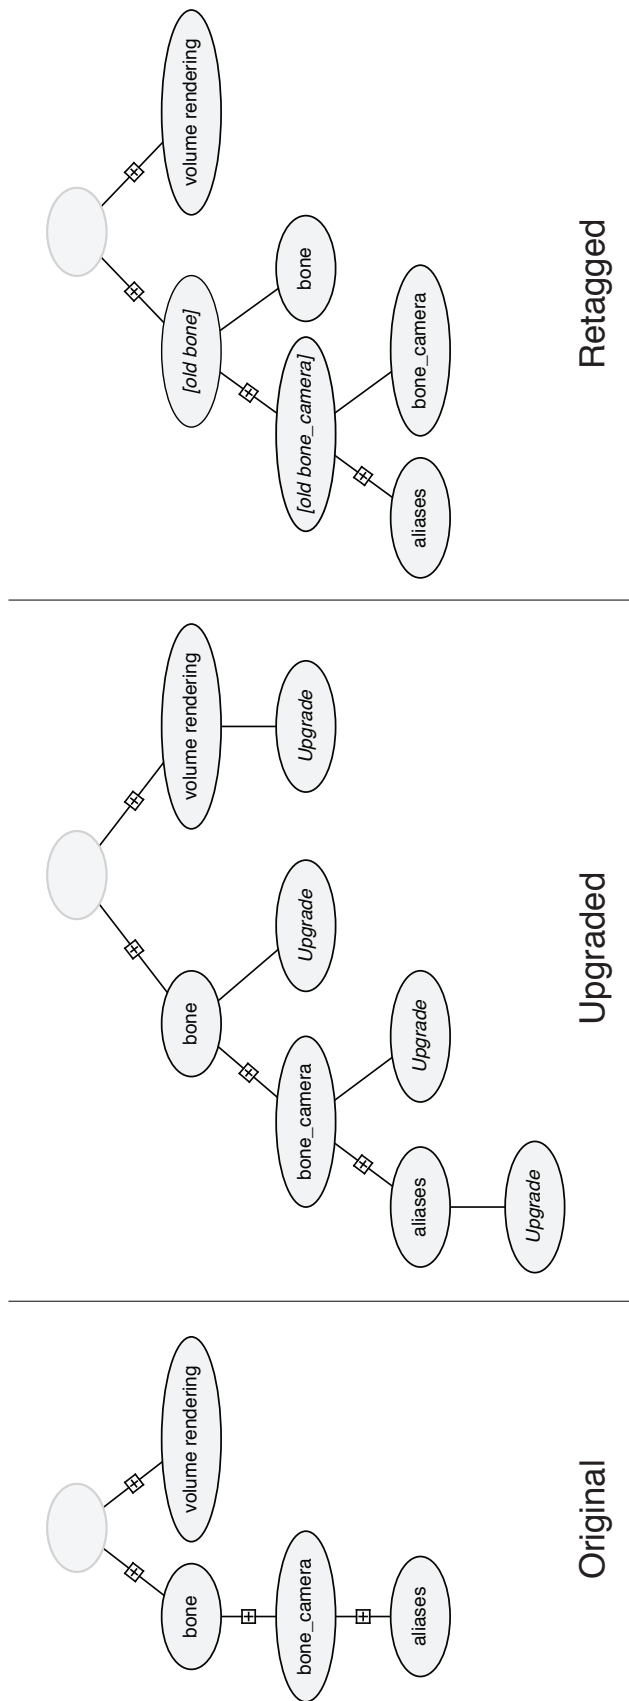 bone
volume rendering
bone_camera
aliases
Original
bone
volume rendering
bone_camera
Upgrade
Upgrade
aliases
Upgrade
Upgrade
Upgraded
[old bone]
volume rendering
[old bone_camera]
bone
aliases
bone_camera
Retagged